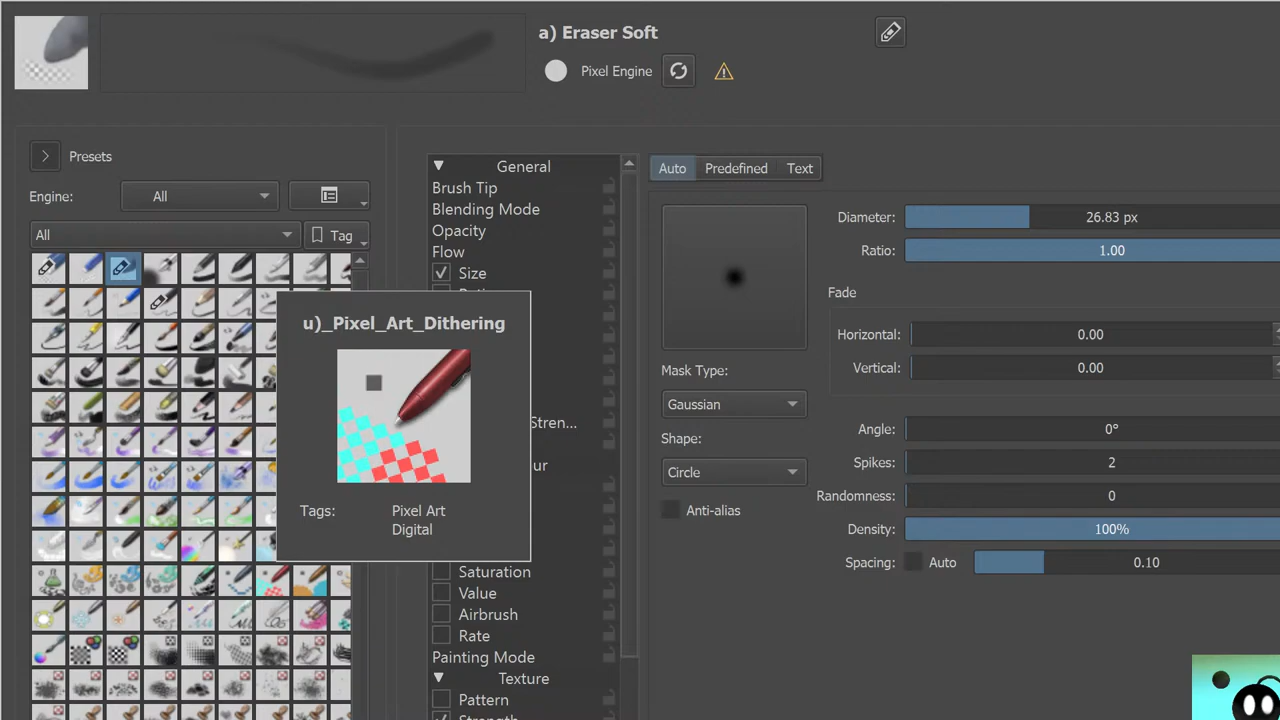 a) Eraser Soft
Pixel Engine
Presets
Engine:
All
All
Tag
General
Brush Tip
Blending Mode
Opacity
Flow
Size
u)_Pixel_Art_Dithering
Tags:
Pixel Art
Digital
Stren...
our
Saturation
Value
Airbrush
Rate
Painting Mode
Texture
Pattern
Strength
Auto
Predefined
Text
Diameter:
26.83 px
Ratio:
1.00
Fade
Horizontal:
0.00
Vertical:
0.00
Mask Type:
Gaussian
Shape:
Circle
Anti-alias
Angle:
0°
Spikes:
2
Randomness:
0
Density:
100%
Spacing:
Auto
0.10